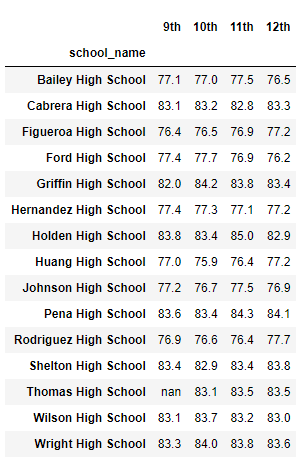 9th 10th 11th 12th
school_name
Bailey High School 77.1 77.0 77.5 76.5
Cabrera High School 83.1 83.2 82.8 83.3
Figueroa High School 76.4 76.5 76.9 77.2
Ford High School 77.4 77.7 76.9 76.2
Griffin High School 82.0 84.2 83.8 83.4
Hernandez High School 77.4 77.3 77.1 77.2
Holden High School 83.8 83.4 85.0 82.9
Huang High School 77.0 75.9 76.4 77.2
Johnson High School 77.2 76.7 77.5 76.9
Pena High School 83.6 83.4 84.3 84.1
Rodriguez High School 76.9 76.6 76.4 77.7
Shelton High School 83.4 82.9 83.4 83.8
Thomas High School nan 83.1 83.5 83.5
Wilson High School 83.1 83.7 83.2 83.0
Wright High School 83.3 84.0 83.8 83.6